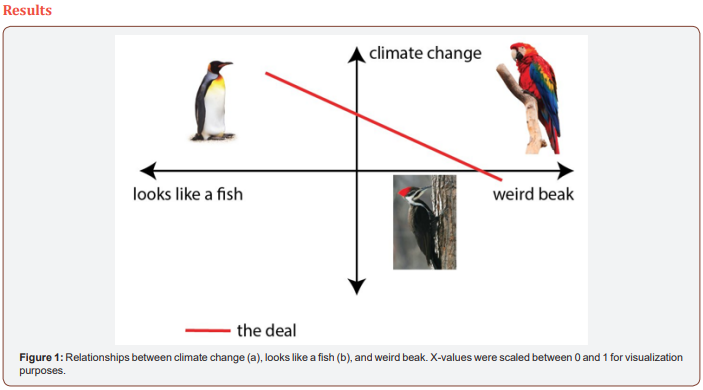 Results
climate change
looks like a fish
weird beak
the deal
Figure 1: Relationships between climate change (a), looks like a fish (b), and weird beak. X-values were scaled between 0 and 1 for visualization
purposes.